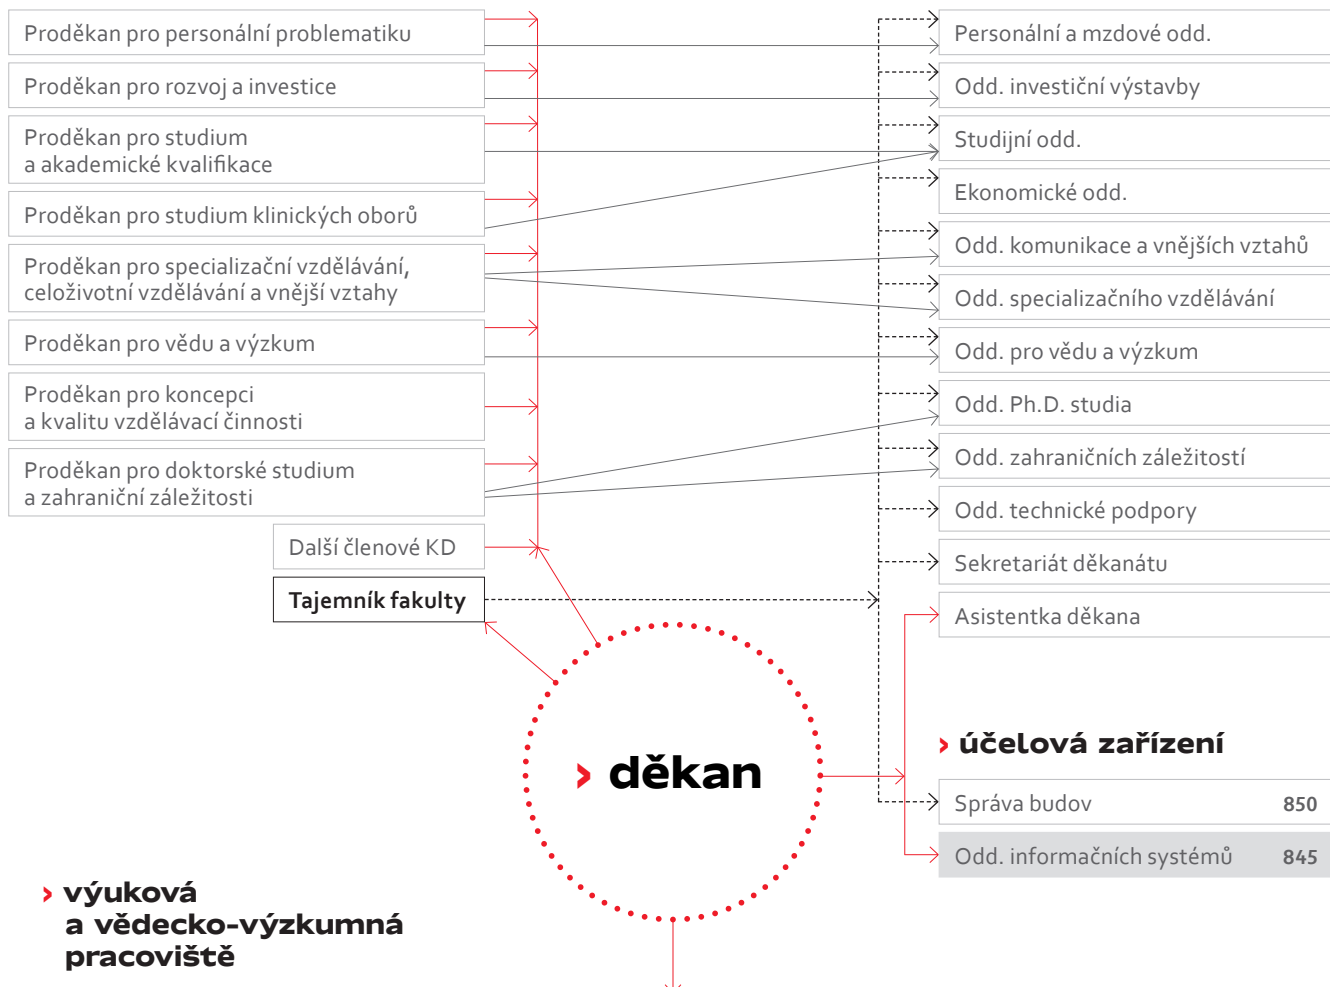 Proděkan pro personální problematiku
Proděkan pro rozvoj a investice
Proděkan pro studium
a akademické kvalifikace
Proděkan pro studium klinických oborů
Proděkan pro specializační vzdělávání,
celoživotní vzdělávání a vnější vztahy
Proděkan pro vědu a výzkum
Proděkan pro koncepci
a kvalitu vzdělávací činnosti
Proděkan pro doktorské studium
a zahraniční záležitosti
Další členové KD
Tajemník fakulty
Personální a mzdové odd.
Odd. investiční výstavby
Studijní odd.
Ekonomické odd.
Odd. komunikace a vnějších vztahů
Odd. specializačního vzdělávání
Odd. pro vědu a výzkum
Odd. Ph.D. studia
Odd. zahraničních záležitostí
Odd. technické podpory
Sekretariát děkanátu
Asistentka děkana
› děkan
› účelová zařízení
Správa budov 850
Odd. informačních systémů 845
› výuková
a vědecko-výzkumná
pracoviště